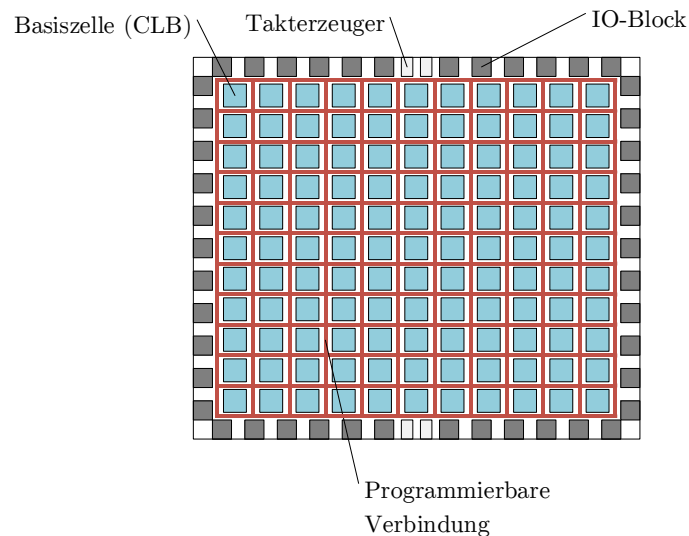 Basiszelle (CLB)
Takterzeuger
IO-Block
Programmierbare
Verbindung